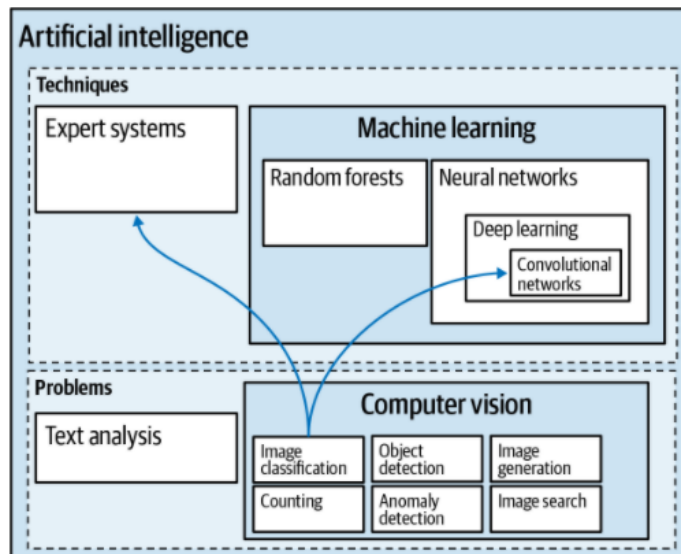 Artificial intelligence
Techniques
Expert systems
Machine learning
Random forests
Neural networks
Deep learning
Convolutional
networks
Problems
Text analysis
Computer vision
Image
classification
Object
detection
Image
generation
Counting
Anomaly
detection
Image search